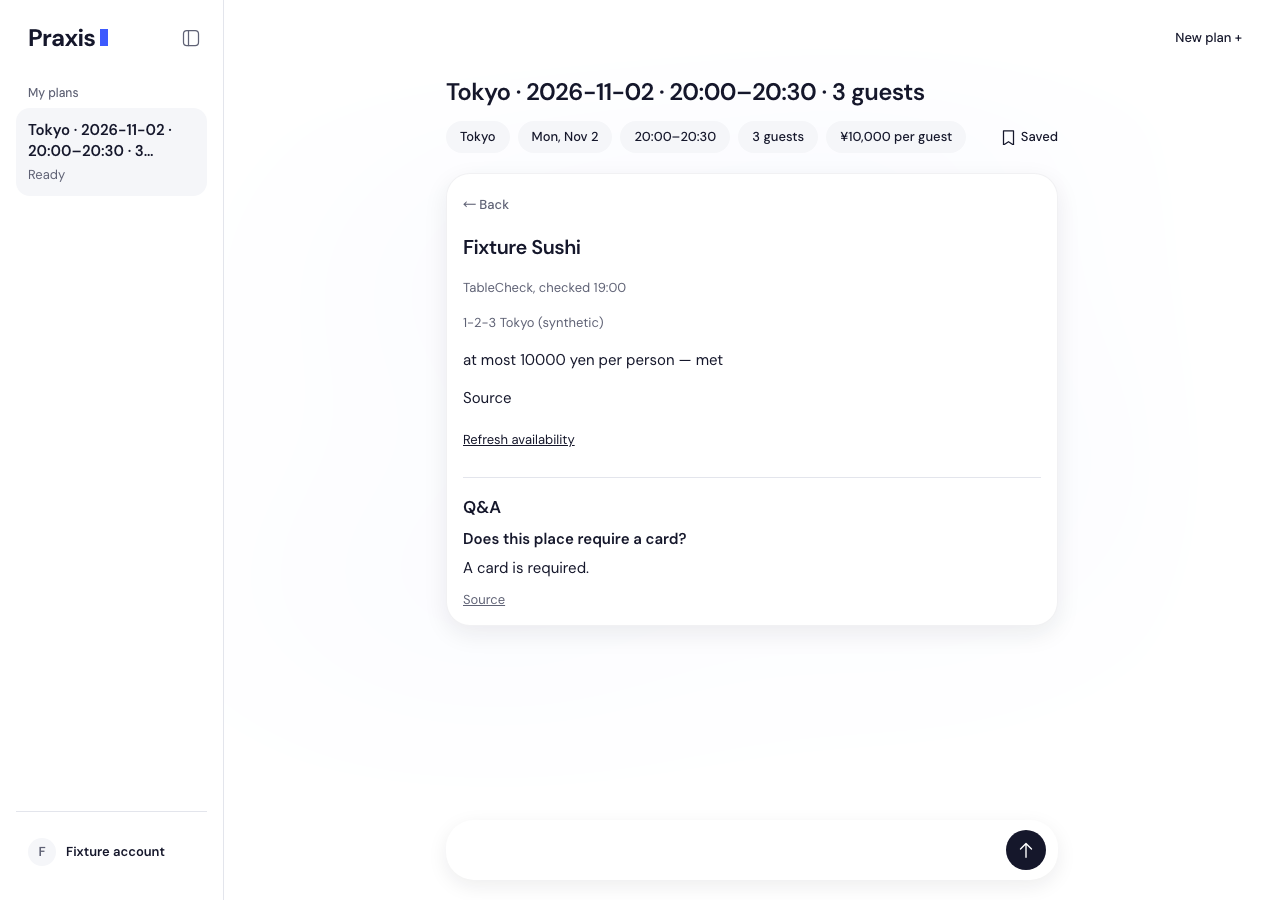 Praxis
My plans
Tokyo · 2026-11-02 ·
20:00–20:30 · 3...
Ready
Fixture account
F
New plan +
Tokyo · 2026-11-02 · 20:00–20:30 · 3 guests
Tokyo
Mon, Nov 2
20:00–20:30
3 guests
¥10,000 per guest
Saved
← Back
Fixture Sushi
TableCheck, checked 19:00
1-2-3 Tokyo (synthetic)
at most 10000 yen per person — met
Source
Refresh availability
Q&A
Does this place require a card?
A card is required.
Source